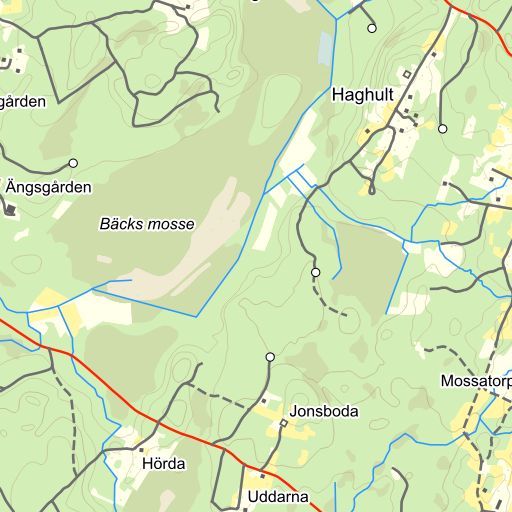 Haghult
gården
Ängsgården
Bäcks mosse
Mossatorp
Jonsboda
Hörda
Uddarna